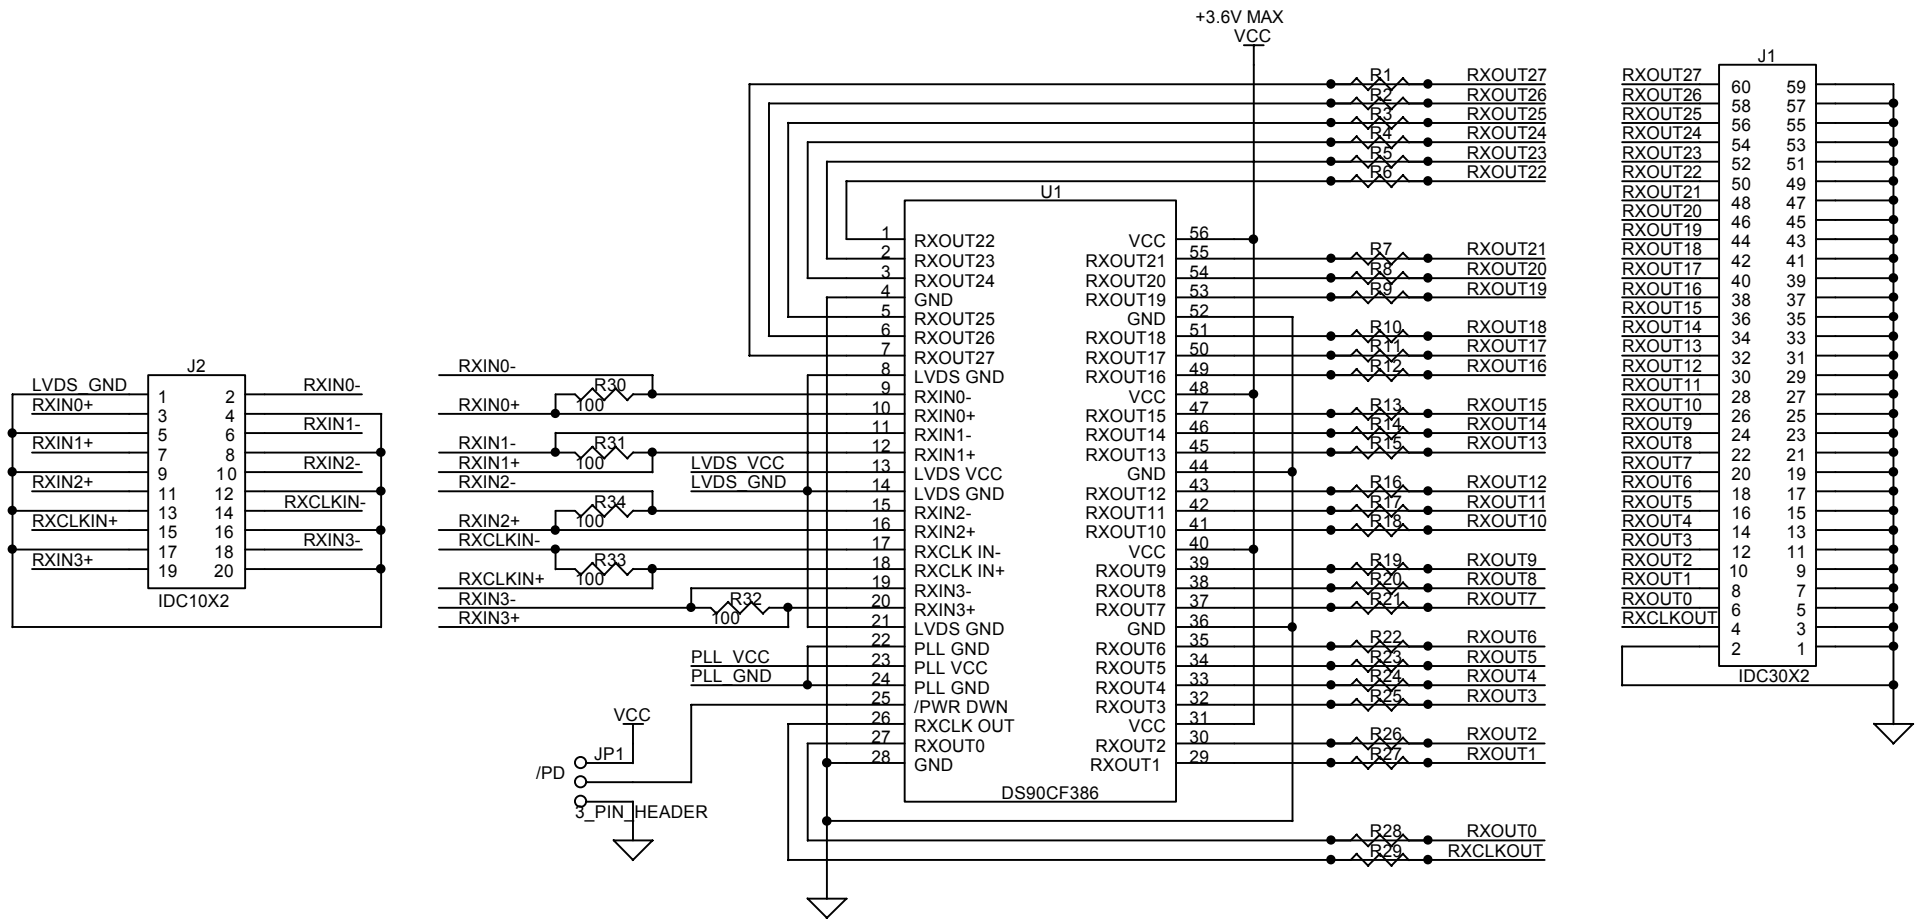 +3.6V MAX
VCC
R1 RXOUT27
R2 RXOUT26
R3 RXOUT25
R4 RXOUT24
R5 RXOUT23
R6 RXOUT22
U1
1 RXOUT22 VCC 56
2 RXOUT23 RXOUT21 55 R7 RXOUT21
3 RXOUT24 RXOUT20 54 R8 RXOUT20
4 GND RXOUT19 53 R9 RXOUT19
5 RXOUT25 GND 52
6 RXOUT26 RXOUT18 51 R10 RXOUT18
7 RXOUT27 RXOUT17 50 R11 RXOUT17
8 LVDS GND RXOUT16 49 R12 RXOUT16
9 RXIN0- VCC 48
10 RXIN0+ RXOUT15 47 R13 RXOUT15
11 RXIN1- RXOUT14 46 R14 RXOUT14
12 RXIN1+ RXOUT13 45 R15 RXOUT13
13 LVDS VCC GND 44
14 LVDS GND RXOUT12 43 R16 RXOUT12
15 RXIN2- RXOUT11 42 R17 RXOUT11
16 RXIN2+ RXOUT10 41 R18 RXOUT10
17 RXCLK IN- VCC 40
18 RXCLK IN+ RXOUT9 39 R19 RXOUT9
19 RXIN3- RXOUT8 38 R20 RXOUT8
20 RXIN3+ RXOUT7 37 R21 RXOUT7
21 LVDS GND GND 36
22 PLL GND RXOUT6 35 R22 RXOUT6
23 PLL VCC RXOUT5 34 R23 RXOUT5
24 PLL GND RXOUT4 33 R24 RXOUT4
25 /PWR DWN RXOUT3 32 R25 RXOUT3
26 RXCLK OUT VCC 31
27 RXOUT0 RXOUT2 30 R26 RXOUT2
28 GND RXOUT1 29 R27 RXOUT1
DS90CF386
R28 RXOUT0
R29 RXCLKOUT
J2
LVDS_GND 1 2 RXIN0-
RXIN0+ 3 4
5 6 RXIN1-
RXIN1+ 7 8
9 10 RXIN2-
RXIN2+ 11 12
13 14 RXCLKIN-
RXCLKIN+ 15 16
17 18 RXIN3-
RXIN3+ 19 20
IDC10X2
RXIN0-
R30
RXIN0+ 100
RXIN1-
R31
RXIN1+ 100
LVDS_VCC
RXIN2-
LVDS_GND
R34
RXIN2+ 100
RXCLKIN-
R33
RXCLKIN+ 100
RXIN3-
R32
RXIN3+ 100
PLL_VCC
PLL_GND
VCC
JP1
/PD
3_PIN_HEADER
J1
RXOUT27 60 59
RXOUT26 58 57
RXOUT25 56 55
RXOUT24 54 53
RXOUT23 52 51
RXOUT22 50 49
RXOUT21 48 47
RXOUT20 46 45
RXOUT19 44 43
RXOUT18 42 41
RXOUT17 40 39
RXOUT16 38 37
RXOUT15 36 35
RXOUT14 34 33
RXOUT13 32 31
RXOUT12 30 29
RXOUT11 28 27
RXOUT10 26 25
RXOUT9 24 23
RXOUT8 22 21
RXOUT7 20 19
RXOUT6 18 17
RXOUT5 16 15
RXOUT4 14 13
RXOUT3 12 11
RXOUT2 10 9
RXOUT1 8 7
RXOUT0 6 5
RXCLKOUT 4 3
2 1
IDC30X2